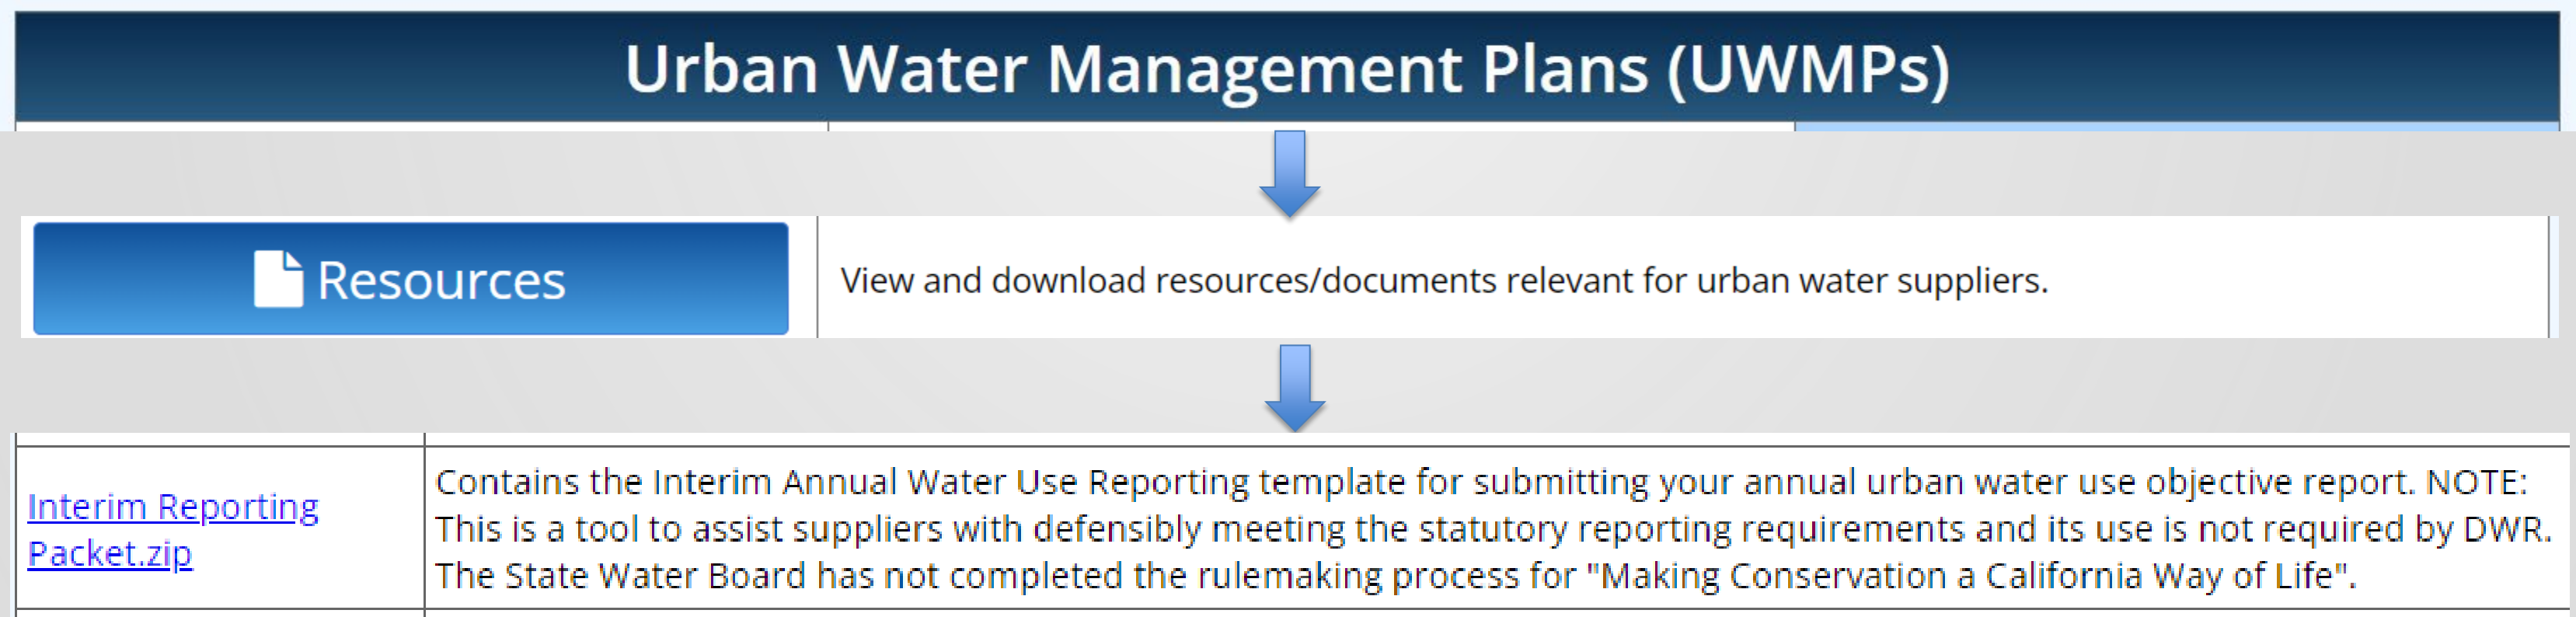 Urban Water Management Plans (UWMPs)
Resources
View and download resources/documents relevant for urban water suppliers.
Interim Reporting
Packet.zip
Contains the Interim Annual Water Use Reporting template for submitting your annual urban water use objective report. NOTE:
This is a tool to assist suppliers with defensibly meeting the statutory reporting requirements and its use is not required by DWR.
The State Water Board has not completed the rulemaking process for "Making Conservation a California Way of Life".